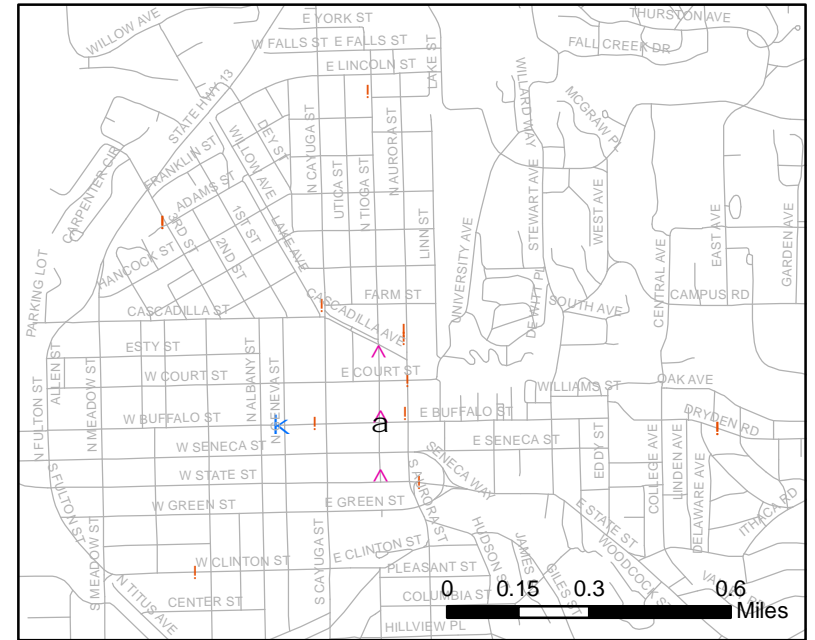 E YORK ST
THURSTON AVE
WILLOW AVE
W FALLS ST
E FALLS ST
FALL CREEK DR
LAKE ST
E LINCOLN ST
STATE HWY 13
WILLARD WAY
MCGRAW PL
N CAYUGA ST
DEY ST
WILLOW AVE
UTICA ST
N TIOGA ST
N AURORA ST
FRANKLIN ST
ADAMS ST
CARPENTER CIR
3RD ST
1ST ST
2ND ST
LAKE AVE
LINN ST
UNIVERSITY AVE
STEWART AVE
WEST AVE
CENTRAL AVE
EAST AVE
GARDEN AVE
HANCOCK ST
PARKING LOT
DEWITT PL
CASCADILLA ST
CASCADILLA AVE
FARM ST
SOUTH AVE
CAMPUS RD
ESTY ST
ALLEN ST
W COURT ST
E COURT ST
WILLIAMS ST
OAK AVE
N FULTON ST
N MEADOW ST
N ALBANY ST
N GENEVA ST
W BUFFALO ST
E BUFFALO ST
DRYDEN RD
K
a
W SENECA ST
E SENECA ST
SENECA WAY
EDDY ST
COLLEGE AVE
LINDEN AVE
DELAWARE AVE
W STATE ST
S FULTON ST
S AURORA ST
W GREEN ST
E GREEN ST
E STATE ST
ITHACA RD
S MEADOW ST
S CAYUGA ST
HUDSON S
JAMES
GILES ST
WOODCOCK ST
W CLINTON ST
E CLINTON ST
PLEASANT ST
N TITUS AVE
CENTER ST
COLUMBIA ST
HILLVIEW PL
0 0.15 0.3 0.6
Miles